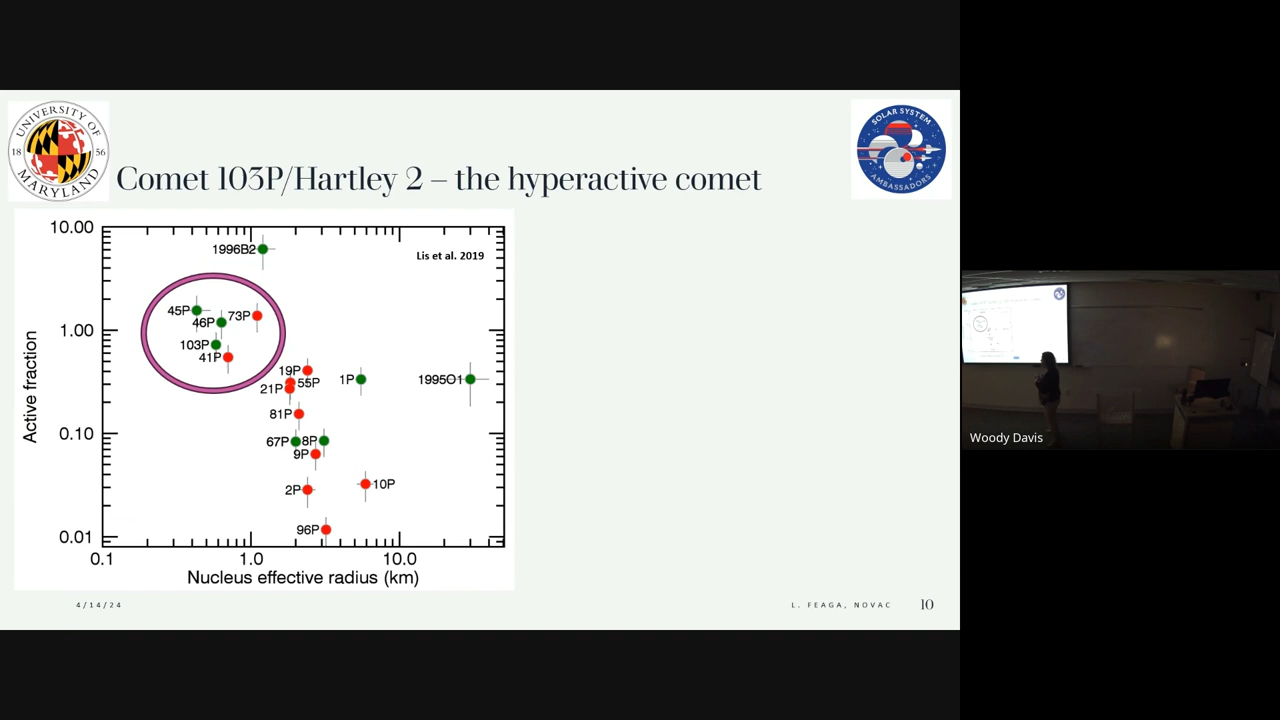 UNIVERSITY OF
18 56
MARYLAND
SOLAR SYSTEM
AMBASSADORS
Comet 103P/Hartley 2 – the hyperactive comet
10.00
1996B2
Lis et al. 2019
45P
46P
73P
1.00
103P
41P
19P
55P
1P
1995O1
21P
Active fraction
81P
0.10
67P
8P
9P
2P
10P
96P
0.01
0.1
1.0
10.0
Nucleus effective radius (km)
4/14/24
L. FEAGA, NOVAC
10
Woody Davis